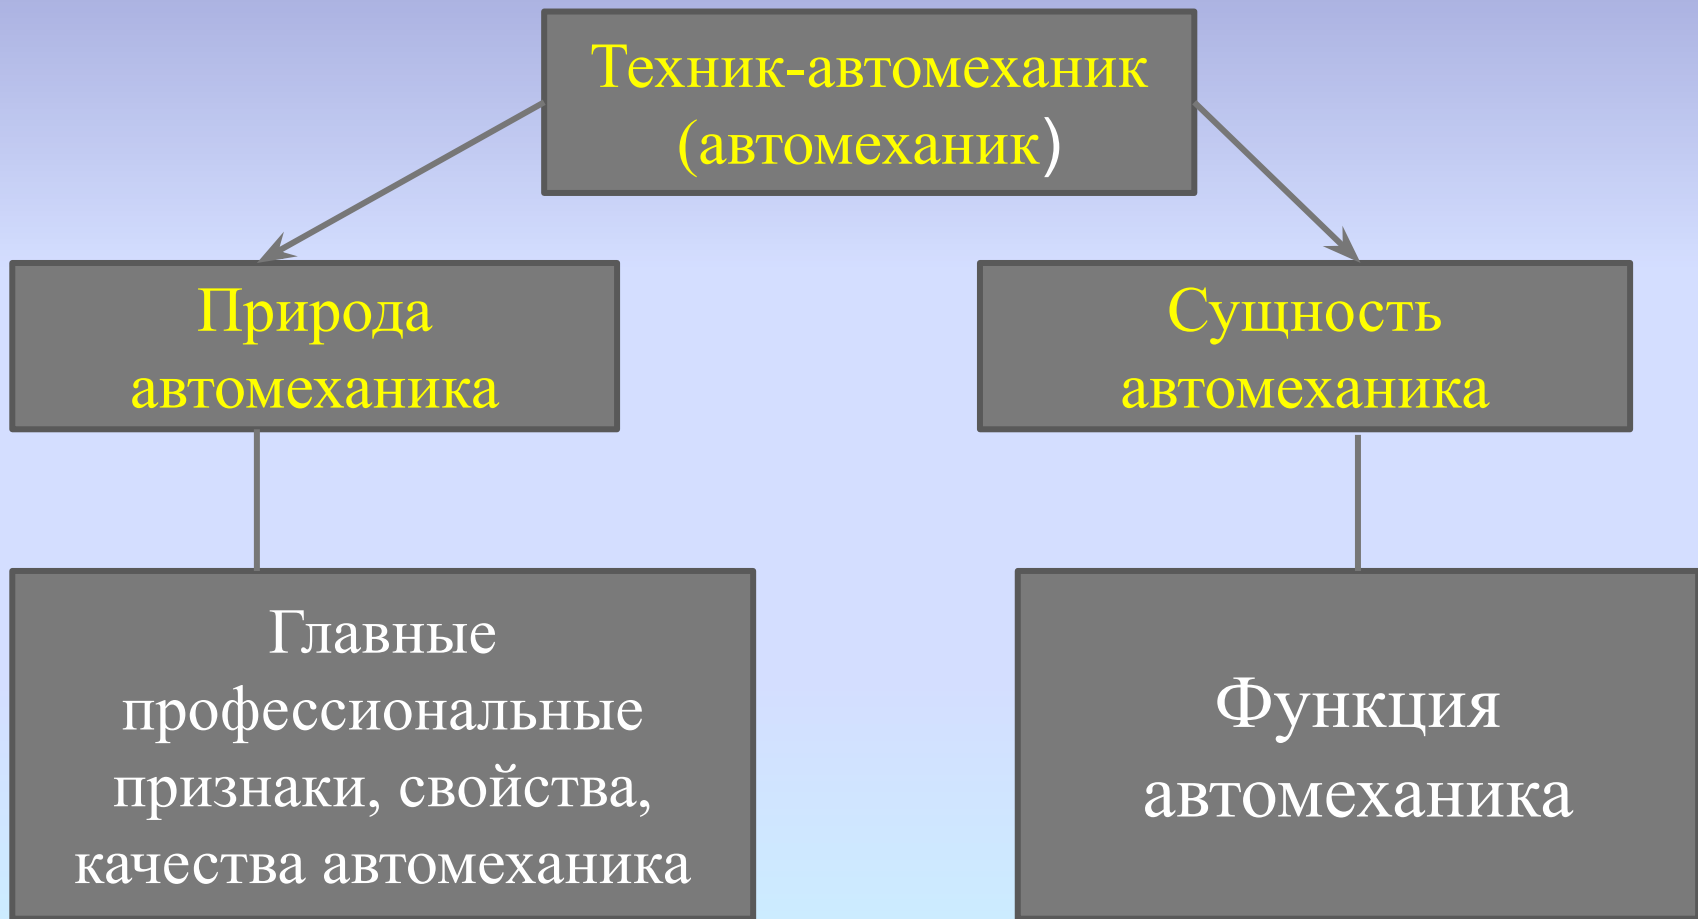 Техник-автомеханик
(автомеханик)
Природа
автомеханика
Сущность
автомеханика
Главные
профессиональные
признаки, свойства,
качества автомеханика
Функция
автомеханика